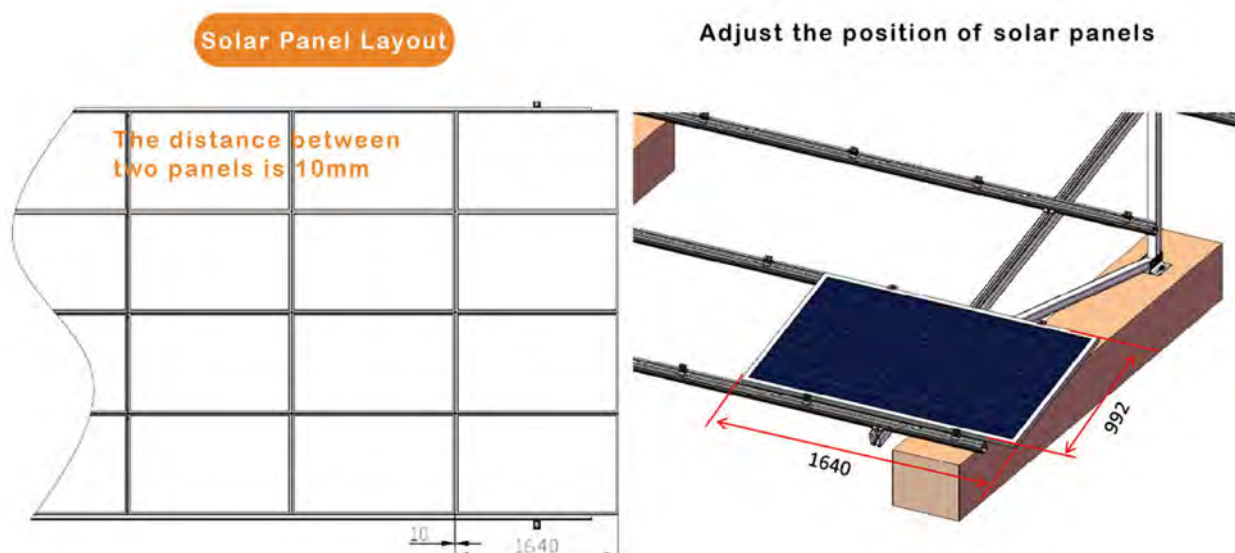 Solar Panel Layout
Adjust the position of solar panels
The distance between
two panels is 10mm
992
1640
10
1640